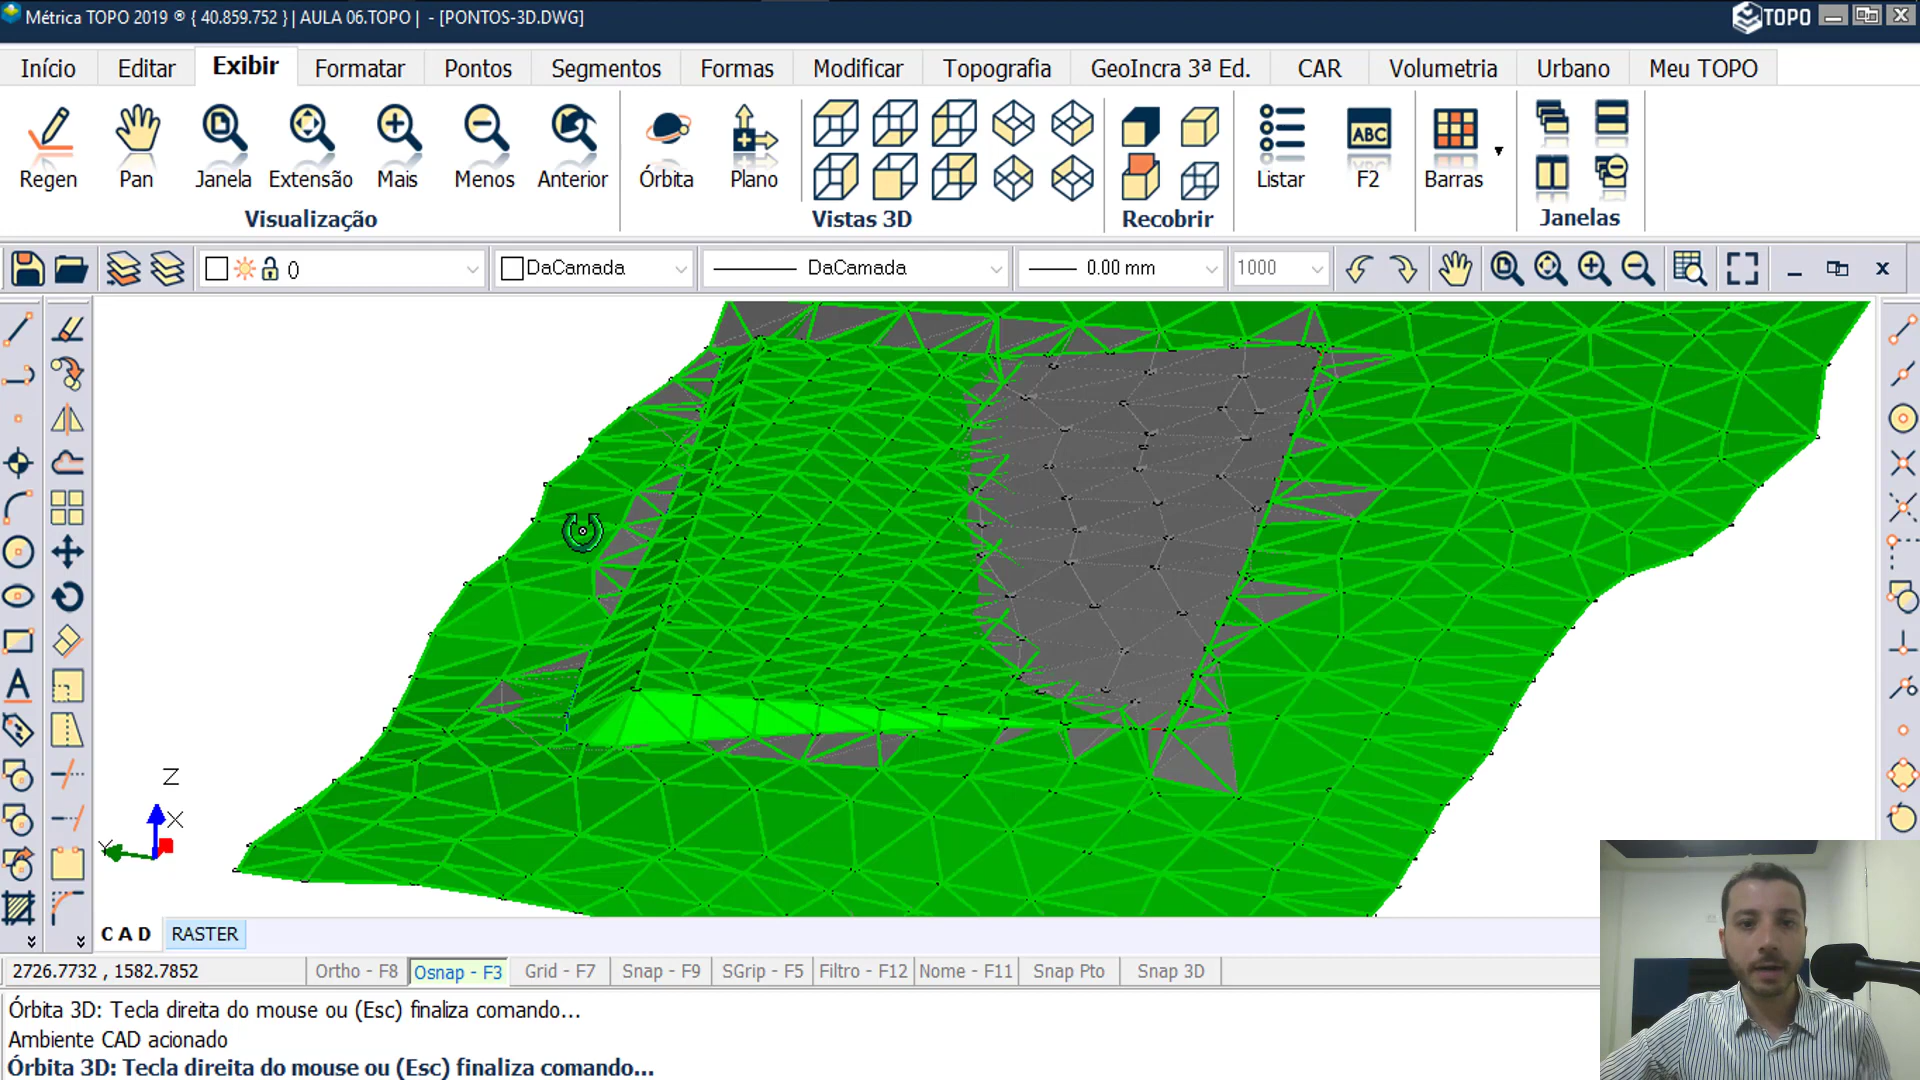 Métrica TOPO 2019 ® { 40.859.752 } | AULA 06.TOPO | - [PONTOS-3D.DWG]
TOPO
Início Editar Exibir Formatar Pontos Segmentos Formas Modificar Topografia GeoIncra 3ª Ed. CAR Volumetria Urbano Meu TOPO
ABC
Regen Pan Janela Extensão Mais Menos Anterior Órbita Plano Listar F2 Barras
Visualização Vistas 3D Recobrir Janelas
0 DaCamada DaCamada 0.00 mm 1000
Z
X
Y
C A D RASTER
2726.7732 , 1582.7852 Ortho - F8 Osnap - F3 Grid - F7 Snap - F9 SGrip - F5 Filtro - F12 Nome - F11 Snap Pto Snap 3D
Órbita 3D: Tecla direita do mouse ou (Esc) finaliza comando...
Ambiente CAD acionado
Órbita 3D: Tecla direita do mouse ou (Esc) finaliza comando...